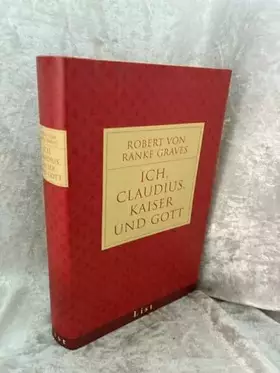 ROBERT VON
RANKE GRAVES
ICH,
CLAUDIUS,
KAISER
UND GOTT
List